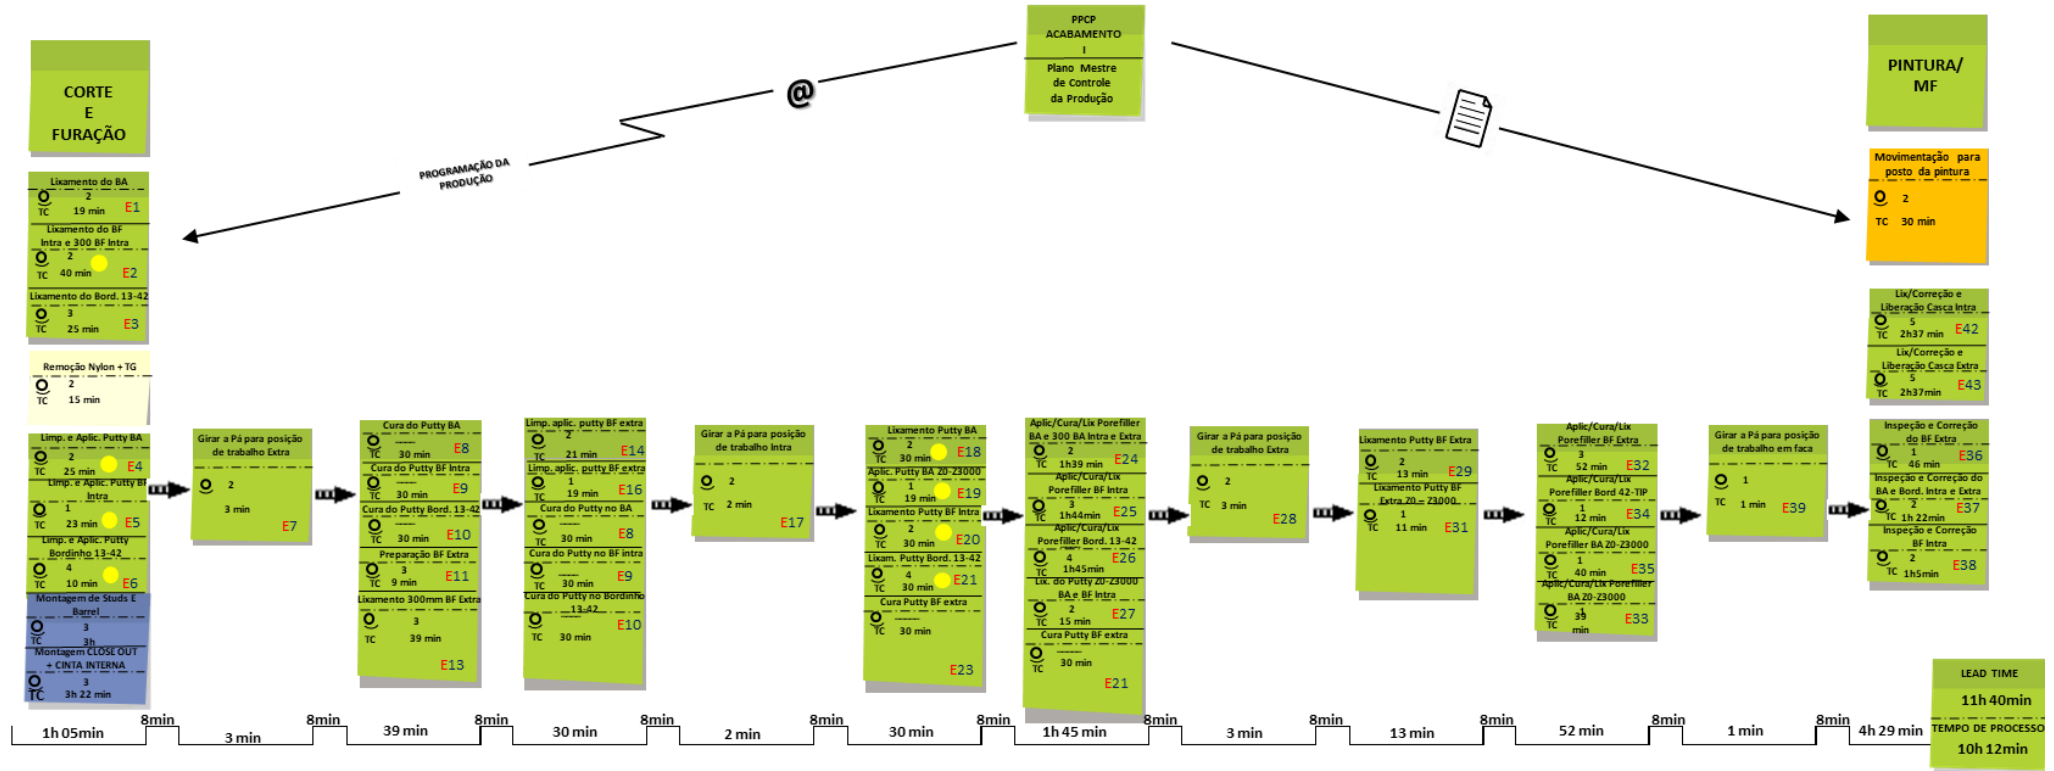 PPCP
ACABAMENTO
I
Plano Mestre
de Controle
da Produção
CORTE
E
FURAÇÃO
PINTURA/
MF
@
PROGRAMAÇÃO DA
PRODUÇÃO
Lixamento do BA
2
TC 19 min E1
Lixamento do BF
Intra e 300 BF Intra
2
TC 40 min E2
Lixamento do Bord. 13-42
3
TC 25 min E3
Remoção Nylon + TG
2
TC 15 min
Limp. e Aplic. Putty BA
2
TC 25 min E4
Limp. e Aplic. Putty BF
Intra
1
TC 23 min E5
Limp. e Aplic. Putty
Bordinho 13-42
4
TC 10 min E6
Montagem de Studs E
Barrel
3
TC 3h
Montagem CLOSE OUT
+ CINTA INTERNA
3
TC 3h 22 min
Girar a Pá para posição
de trabalho Extra
2
TC 3 min
E7
Cura do Putty BA
--------
TC 30 min E8
Cura do Putty BF Intra
--------
TC 30 min E9
Cura do Putty Bord. 13-42
--------
TC 30 min E10
Preparação BF Extra
3
TC 9 min E11
Lixamento 300mm BF Extra
3
TC 39 min
E13
Limp. aplic. putty BF extra
2
TC 21 min E14
Limp. aplic. putty BF extra
1
TC 19 min E16
Cura do Putty no BA
--------
TC 30 min E8
Cura do Putty no BF intra
--------
TC 30 min E9
Cura do Putty no Bordinho
13-42
--------
TC 30 min E10
Girar a Pá para posição
de trabalho Intra
2
TC 2 min
E17
Lixamento Putty BA
2
TC 30 min E18
Aplic. Putty BA Z0-Z3000
1
TC 19 min E19
Lixamento Putty BF Intra
2
TC 30 min E20
Lixam. Putty Bord. 13-42
4
TC 30 min E21
Cura Putty BF extra
--------
TC 30 min
E23
Aplic/Cura/Lix Porefiller
BA e 300 BA Intra e Extra
2
TC 1h39 min E24
Aplic/Cura/Lix
Porefiller BF Intra
3
TC 1h44min E25
Aplic/Cura/Lix
Porefiller Bord. 13-42
4
TC 1h45min E26
Lix. do Putty Z0-Z3000
BA e BF Intra
2
TC 15 min E27
Cura Putty BF extra
--------
TC 30 min
E21
Girar a Pá para posição
de trabalho Extra
2
TC 3 min
E28
Lixamento Putty BF Extra
2
TC 13 min E29
Lixamento Putty BF
Extra Z0 – Z3000
1
TC 11 min E31
Aplic/Cura/Lix
Porefiller BF Extra
3
TC 52 min E32
Aplic/Cura/Lix
Porefiller Bord 42-TIP
1
TC 12 min E34
Aplic/Cura/Lix
Porefiller BA Z0-Z3000
1
TC 40 min E35
Aplic/Cura/Lix Porefiller
BA Z0-Z3000
1
TC 39 min E33
Girar a Pá para posição
de trabalho em faca
1
TC 1 min E39
Movimentação para
posto da pintura
2
TC 30 min
Lix/Correção e
Liberação Casca Intra
5
TC 2h37 min E42
Lix/Correção e
Liberação Casca Extra
5
TC 2h37min E43
Inspeção e Correção
do BF Extra
1
TC 46 min E36
Inspeção e Correção do
BA e Bord. Intra e Extra
2
TC 1h 22min E37
Inspeção e Correção
BF Intra
2
TC 1h5min E38
1h 05min 8min 3 min 8min 39 min 8min 30 min 8min 2 min 8min 30 min 8min 1h 45 min 8min 3 min 8min 13 min 8min 52 min 8min 1 min 8min 4h 29 min
LEAD TIME
11h 40min
TEMPO DE PROCESSO
10h 12min